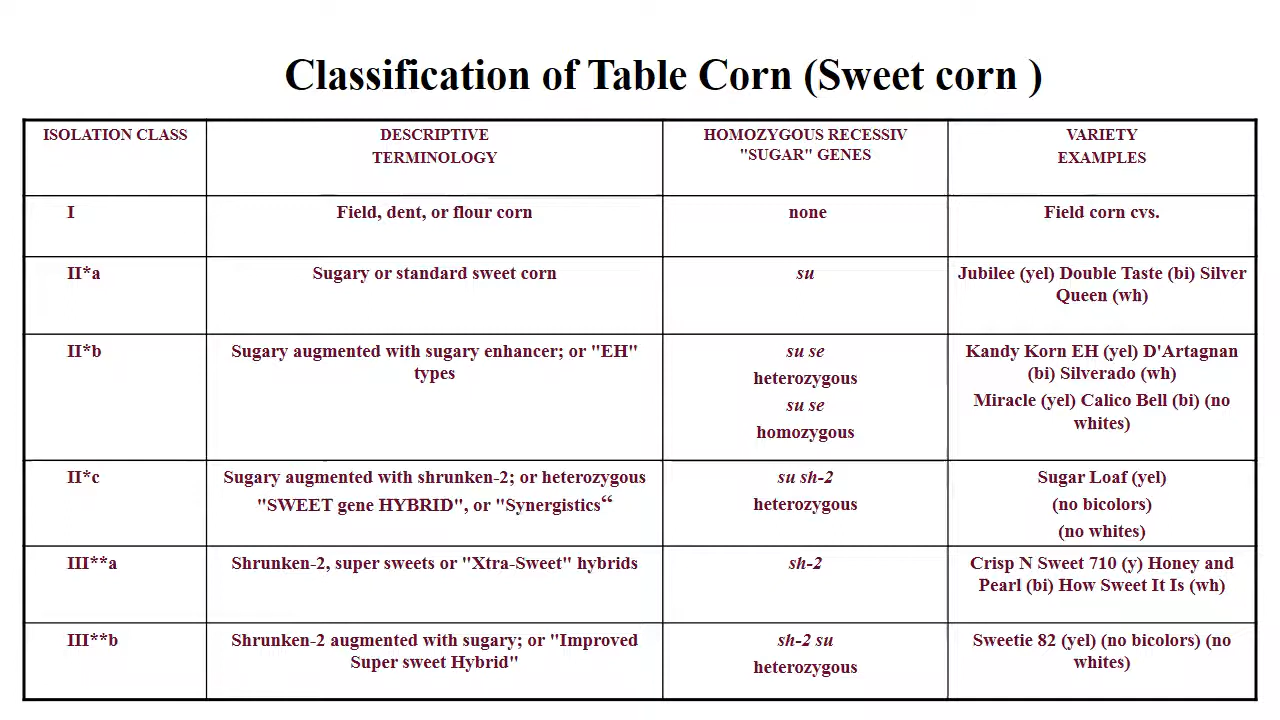 Classification of Table Corn (Sweet corn )
ISOLATION CLASS
DESCRIPTIVE
TERMINOLOGY
HOMOZYGOUS RECESSIV
"SUGAR" GENES
VARIETY
EXAMPLES
I
Field, dent, or flour corn
none
Field corn cvs.
II*a
Sugary or standard sweet corn
su
Jubilee (yel) Double Taste (bi) Silver
Queen (wh)
II*b
Sugary augmented with sugary enhancer; or "EH"
types
su se
heterozygous
su se
homozygous
Kandy Korn EH (yel) D'Artagnan
(bi) Silverado (wh)
Miracle (yel) Calico Bell (bi) (no
whites)
II*c
Sugary augmented with shrunken-2; or heterozygous
"SWEET gene HYBRID", or "Synergistics“
su sh-2
heterozygous
Sugar Loaf (yel)
(no bicolors)
(no whites)
III**a
Shrunken-2, super sweets or "Xtra-Sweet" hybrids
sh-2
Crisp N Sweet 710 (y) Honey and
Pearl (bi) How Sweet It Is (wh)
III**b
Shrunken-2 augmented with sugary; or "Improved
Super sweet Hybrid"
sh-2 su
heterozygous
Sweetie 82 (yel) (no bicolors) (no
whites)